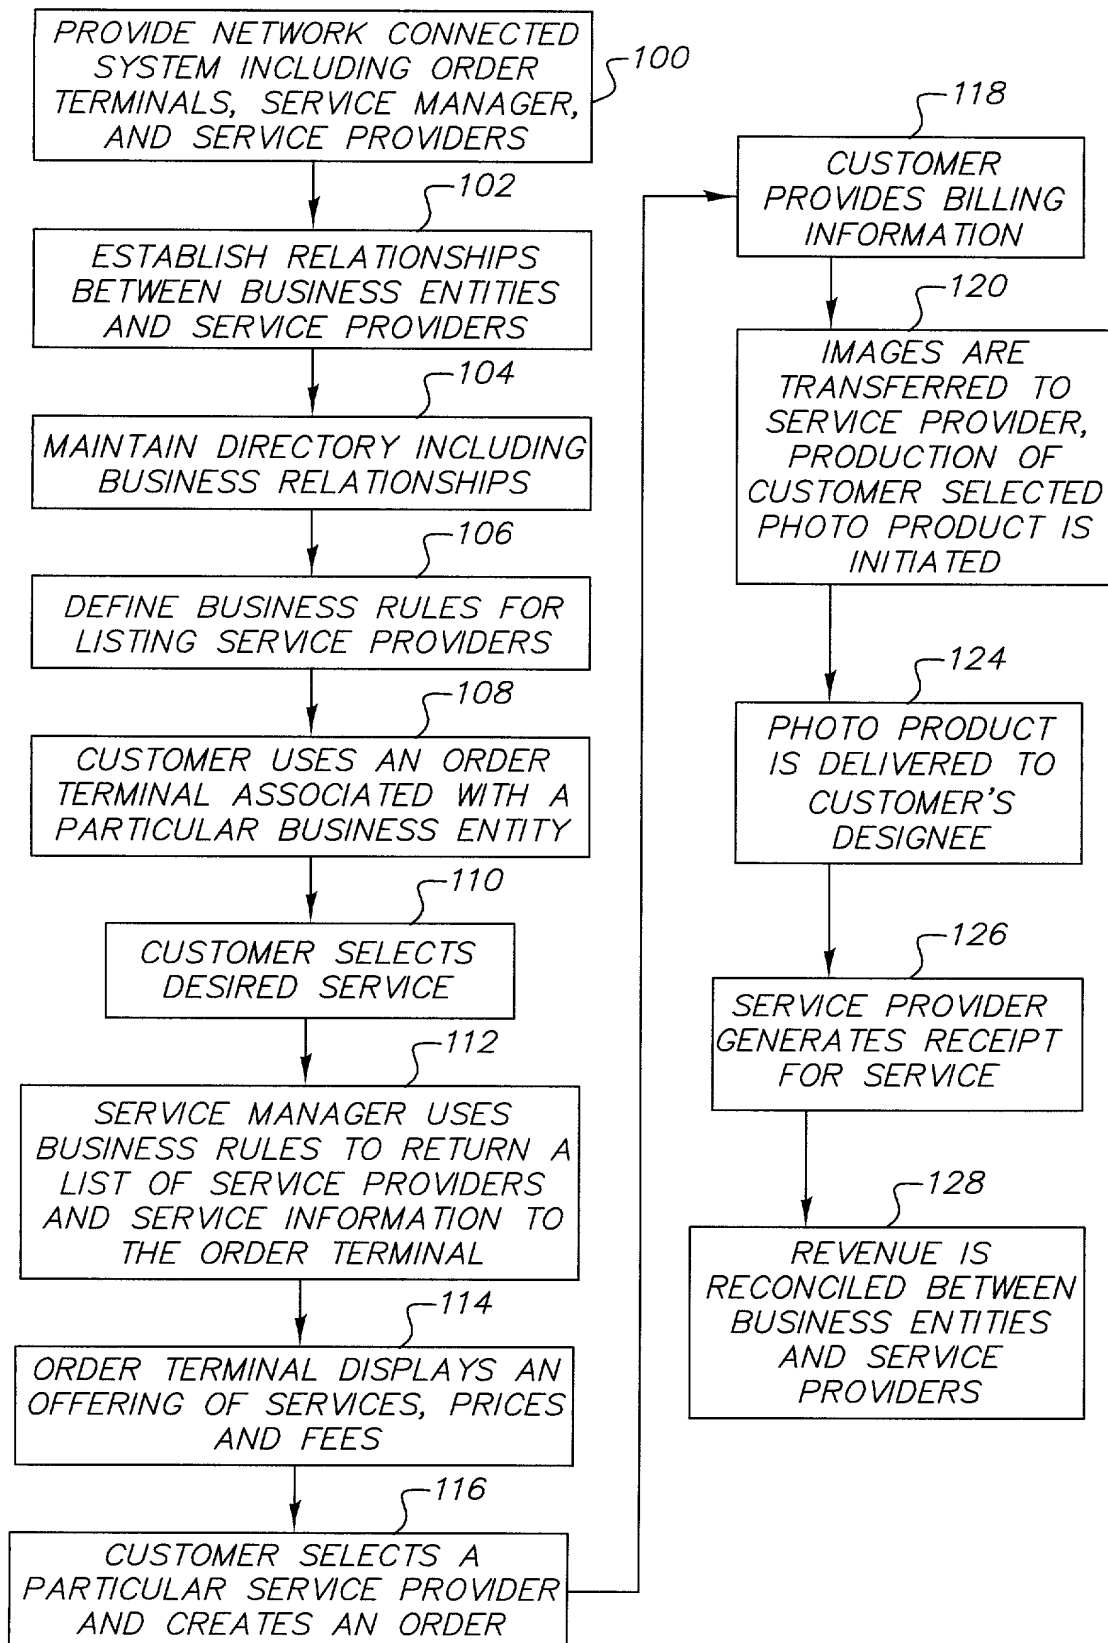 PROVIDE NETWORK CONNECTED
SYSTEM INCLUDING ORDER
TERMINALS, SERVICE MANAGER,
AND SERVICE PROVIDERS
100
102
ESTABLISH RELATIONSHIPS
BETWEEN BUSINESS ENTITIES
AND SERVICE PROVIDERS
104
MAINTAIN DIRECTORY INCLUDING
BUSINESS RELATIONSHIPS
106
DEFINE BUSINESS RULES FOR
LISTING SERVICE PROVIDERS
108
CUSTOMER USES AN ORDER
TERMINAL ASSOCIATED WITH A
PARTICULAR BUSINESS ENTITY
110
CUSTOMER SELECTS
DESIRED SERVICE
112
SERVICE MANAGER USES
BUSINESS RULES TO RETURN A
LIST OF SERVICE PROVIDERS
AND SERVICE INFORMATION TO
THE ORDER TERMINAL
114
ORDER TERMINAL DISPLAYS AN
OFFERING OF SERVICES, PRICES
AND FEES
116
CUSTOMER SELECTS A
PARTICULAR SERVICE PROVIDER
AND CREATES AN ORDER
118
CUSTOMER
PROVIDES BILLING
INFORMATION
120
IMAGES ARE
TRANSFERRED TO
SERVICE PROVIDER,
PRODUCTION OF
CUSTOMER SELECTED
PHOTO PRODUCT IS
INITIATED
124
PHOTO PRODUCT
IS DELIVERED TO
CUSTOMER'S
DESIGNEE
126
SERVICE PROVIDER
GENERATES RECEIPT
FOR SERVICE
128
REVENUE IS
RECONCILED BETWEEN
BUSINESS ENTITIES
AND SERVICE
PROVIDERS